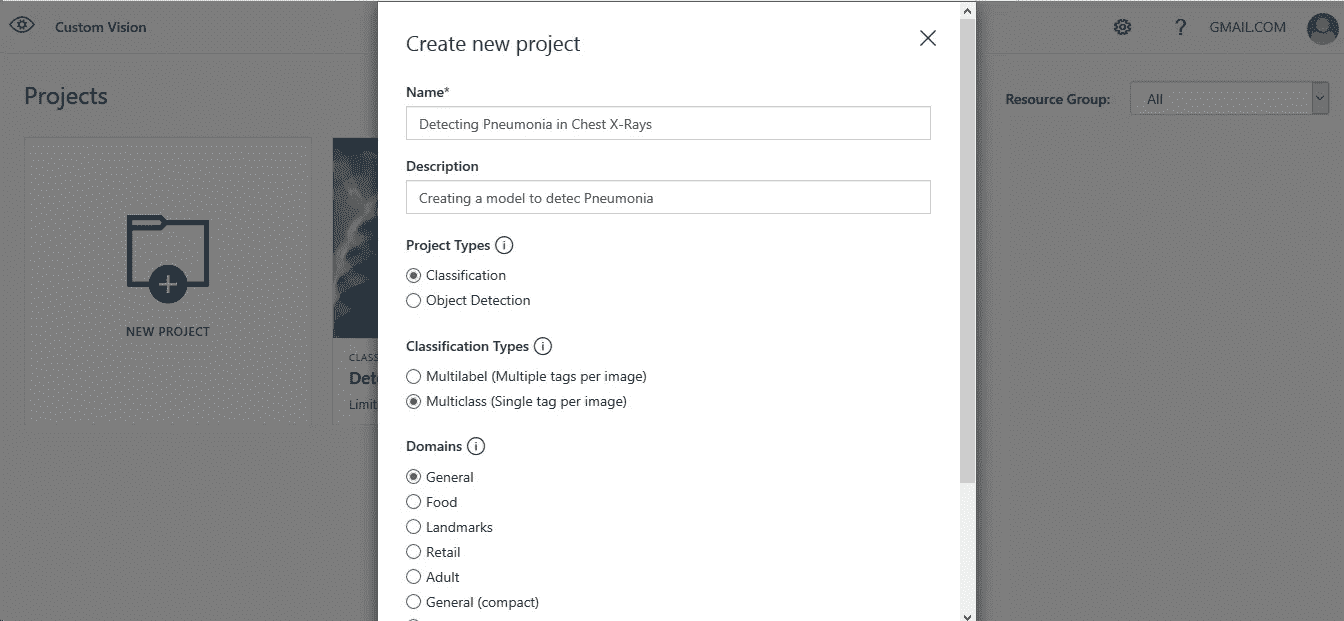 Custom Vision
GMAIL.COM
Projects
Resource Group:
All
NEW PROJECT
CLASS
Det
Limit
Create new project
Name*
Detecting Pneumonia in Chest X-Rays
Description
Creating a model to detec Pneumonia
Project Types
Classification
Object Detection
Classification Types
Multilabel (Multiple tags per image)
Multiclass (Single tag per image)
Domains
General
Food
Landmarks
Retail
Adult
General (compact)